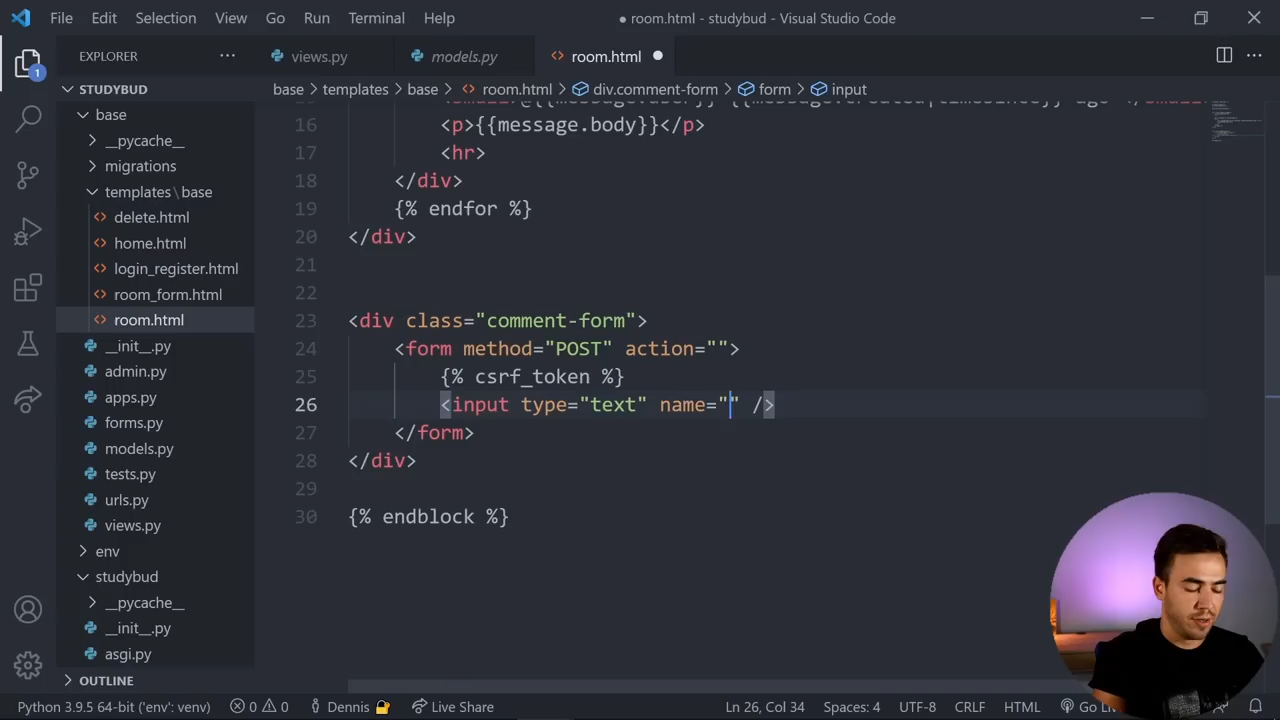 File Edit Selection View Go Run Terminal Help
● room.html - studybud - Visual Studio Code
EXPLORER ···
views.py
models.py
room.html ●
STUDYBUD
base > templates > base > room.html > div.comment-form > form > input
base
__pycache__
migrations
templates\base
delete.html
home.html
login_register.html
room_form.html
room.html
__init__.py
admin.py
apps.py
forms.py
models.py
tests.py
urls.py
views.py
env
studybud
__pycache__
__init__.py
asgi.py
OUTLINE
1
16 <p>{{message.body}}</p>
17 <hr>
18 </div>
19 {% endfor %}
20 </div>
21
22
23 <div class="comment-form">
24 <form method="POST" action="">
25 {% csrf_token %}
26 <input type="text" name="" />
27 </form>
28 </div>
29
30 {% endblock %}
Python 3.9.5 64-bit ('env': venv) 0 0 Dennis 🔐 Live Share Ln 26, Col 34 Spaces: 4 UTF-8 CRLF HTML Go Li